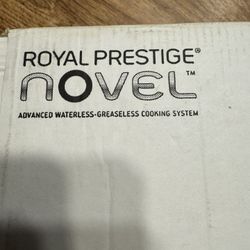 ROYAL PRESTIGE®
NOVEL™
ADVANCED WATERLESS-GREASELESS COOKING SYSTEM